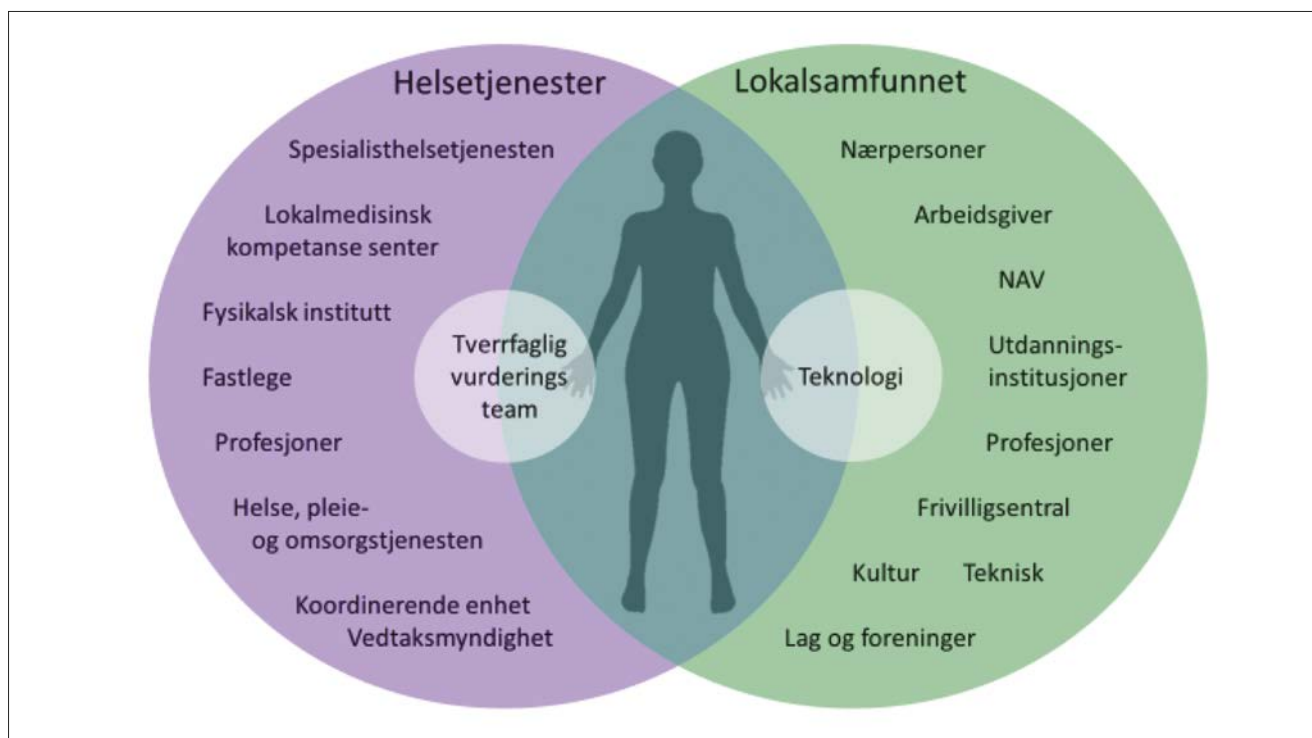 Helsetjenester
Spesialisthelsetjenesten
Lokalmedisinsk
kompetanse senter
Fysikalsk institutt
Fastlege
Profesjoner
Helse, pleie-
og omsorgstjenesten
Koordinerende enhet
Vedtaksmyndighet
Tverrfaglig
vurderings
team
Lokalsamfunnet
Nærpersoner
Arbeidsgiver
NAV
Utdannings-
institusjoner
Profesjoner
Frivilligsentral
Kultur Teknisk
Lag og foreninger
Teknologi